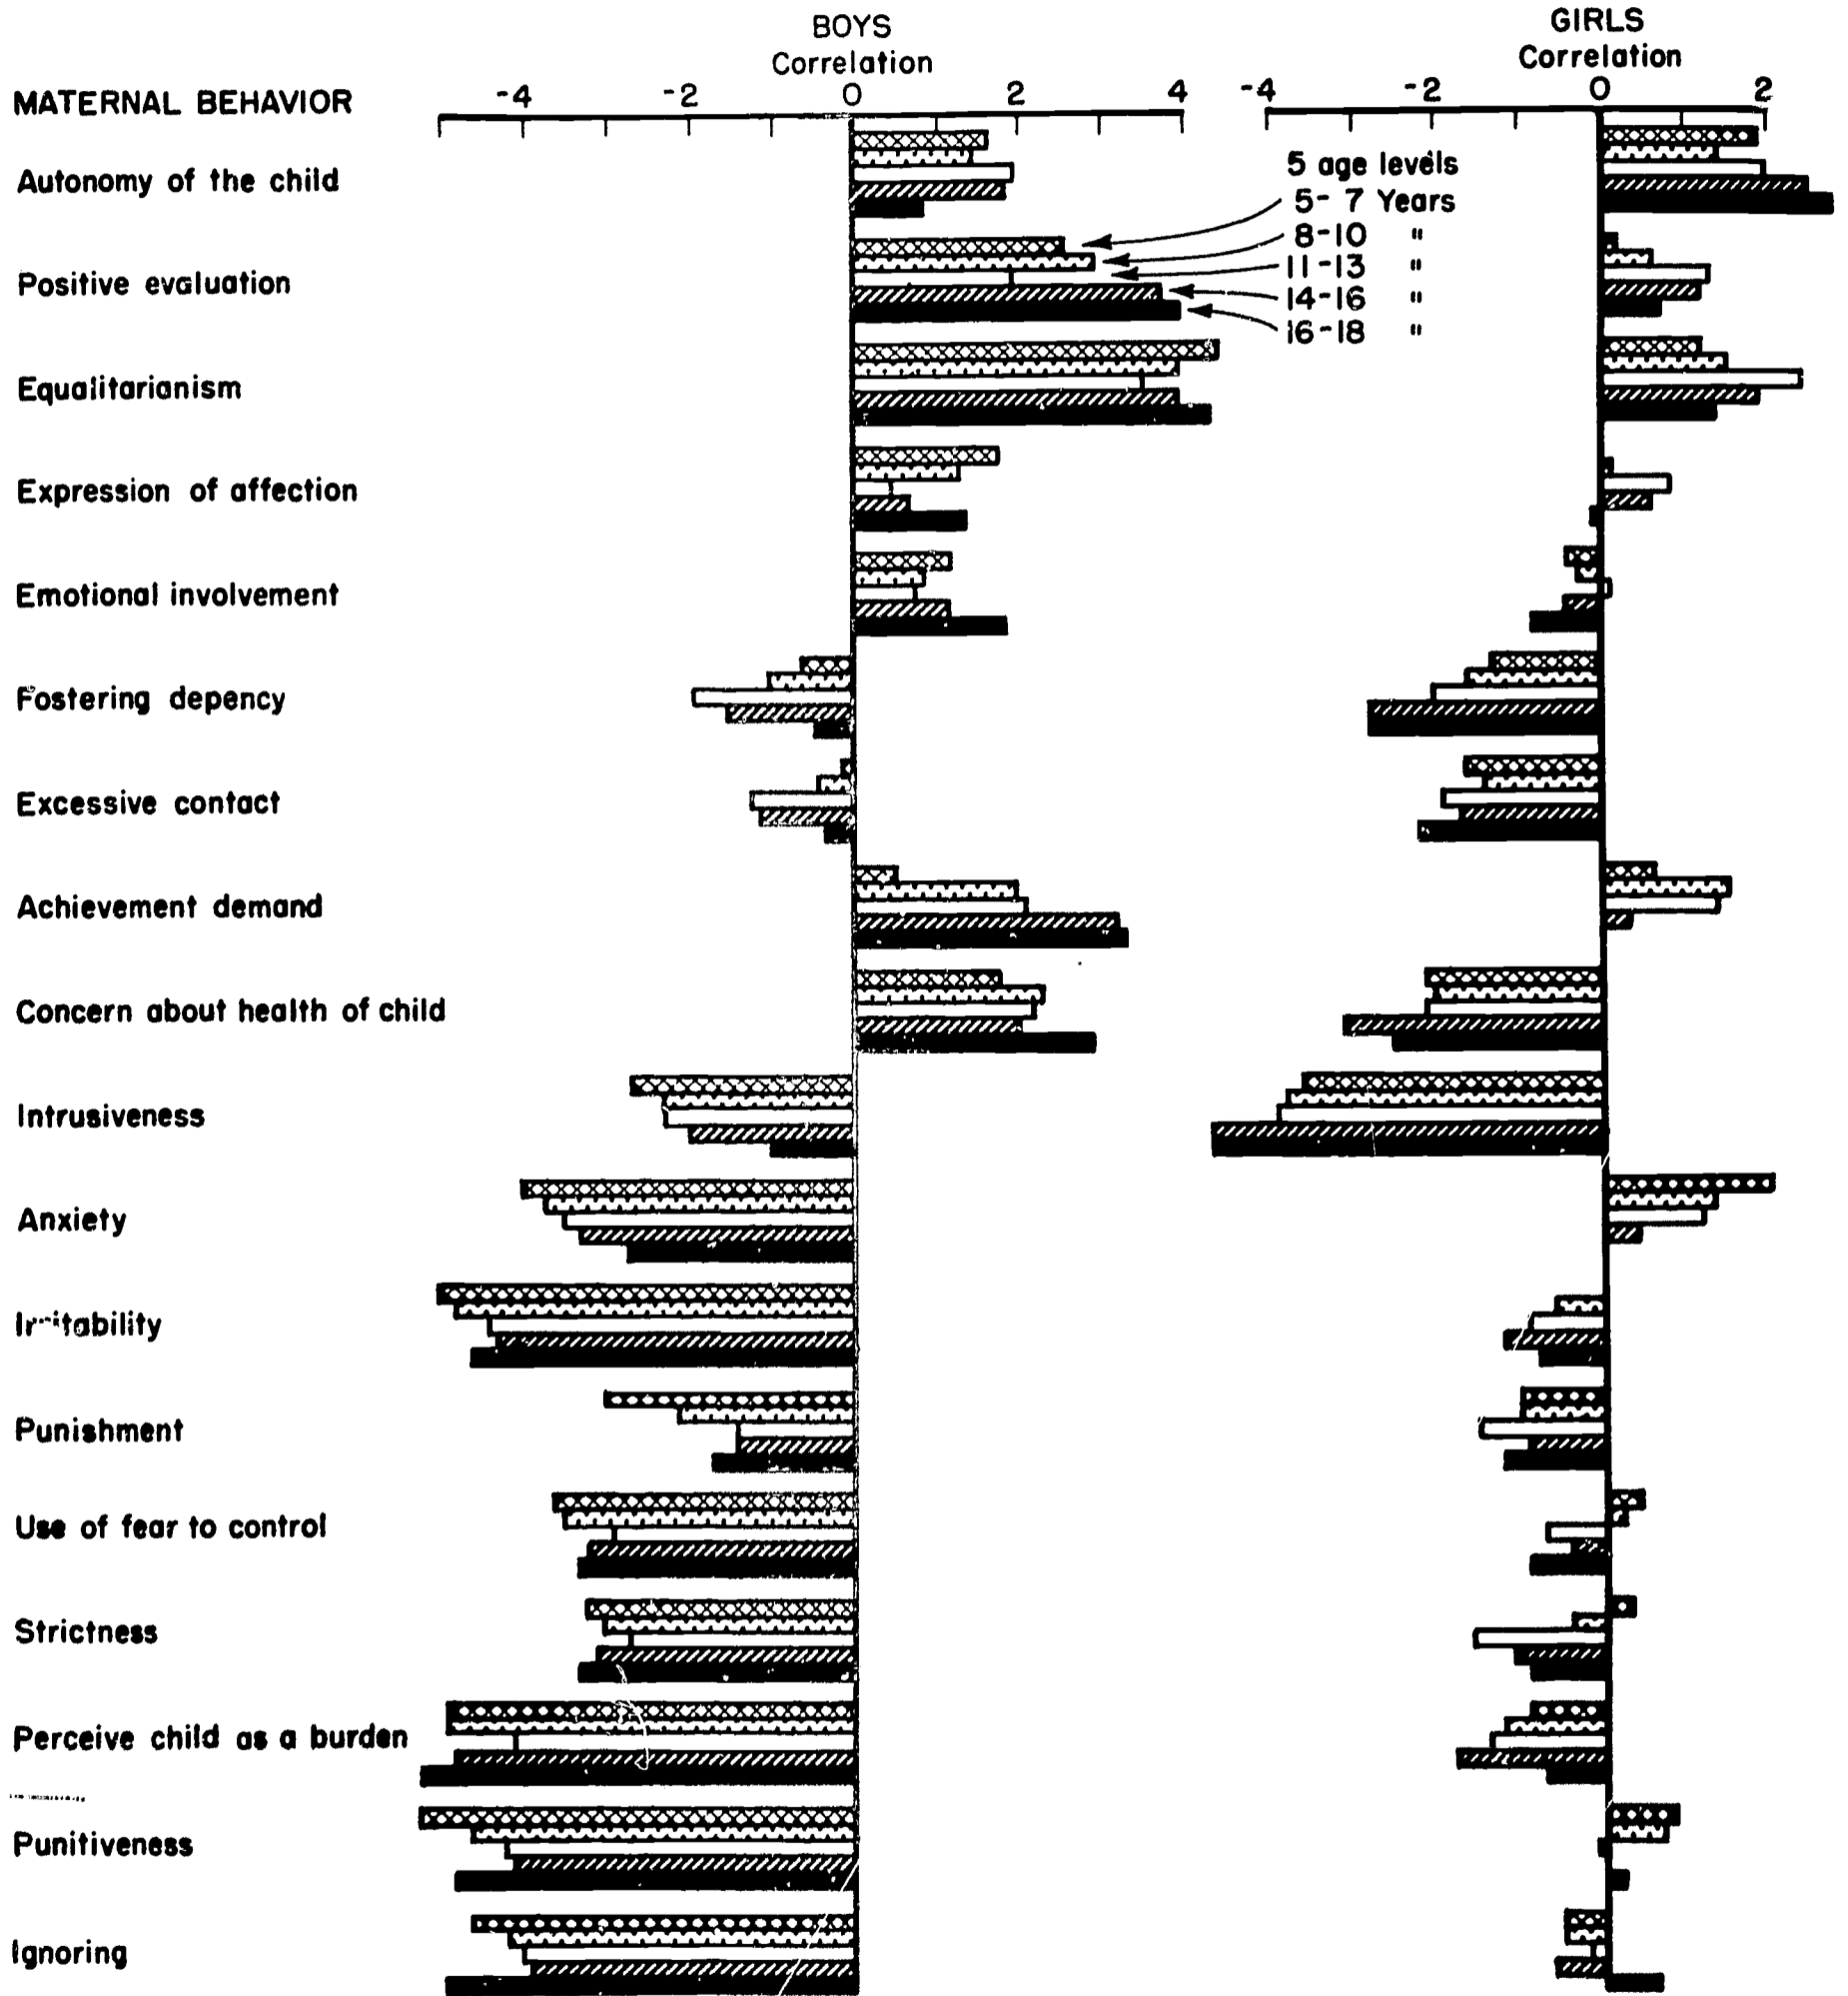 BOYS
Correlation
GIRLS
Correlation
MATERNAL BEHAVIOR
-4 -2 0 2 4
-4 -2 0 2
Autonomy of the child
5 age levels
5-7 Years
8-10 "
11-13 "
14-16 "
16-18 "
Positive evaluation
Equalitarianism
Expression of affection
Emotional involvement
Fostering depency
Excessive contact
Achievement demand
Concern about health of child
Intrusiveness
Anxiety
Irritability
Punishment
Use of fear to control
Strictness
Perceive child as a burden
Punitiveness
Ignoring